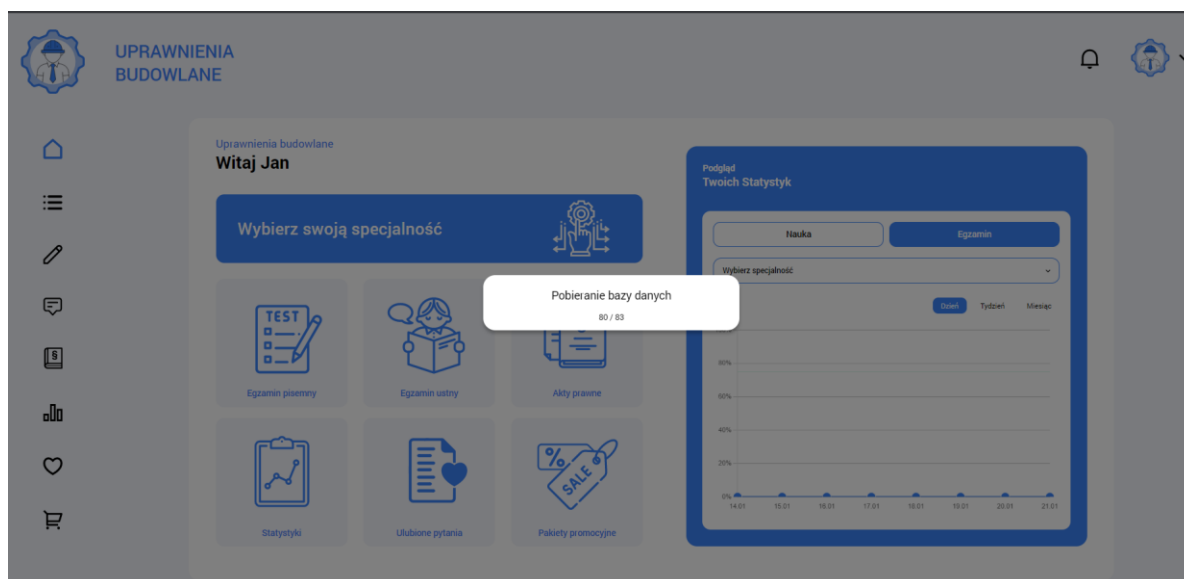 UPRAWNIENIA
BUDOWLANE
Uprawnienia budowlane
Witaj Jan
Wybierz swoją specjalność
TEST
Egzamin pisemny
Egzamin ustny
Akty prawne
%
SALE
Statystyki
Ulubione pytania
Pakiety promocyjne
Pobieranie bazy danych
80 / 83
Podgląd
Twoich Statystyk
Nauka
Egzamin
Wybierz specjalność
Dzień
Tydzień
Miesiąc
80%
60%
40%
20%
0%
14.01
15.01
16.01
17.01
18.01
19.01
20.01
21.01
§